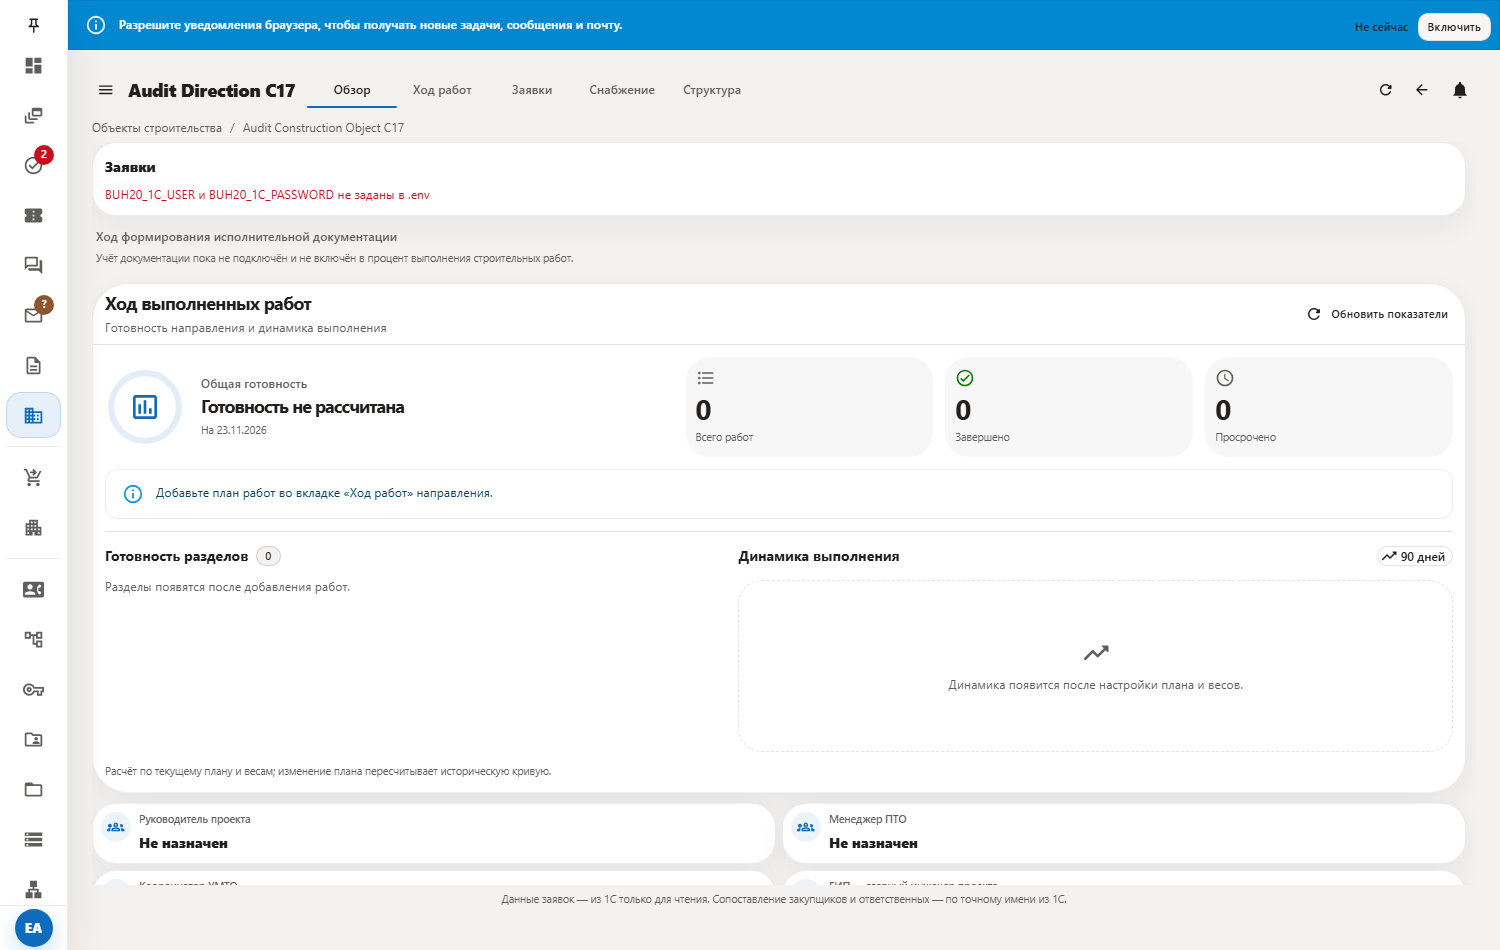 Разрешите уведомления браузера, чтобы получать новые задачи, сообщения и почту.
Не сейчас
Включить
Audit Direction C17
Обзор
Ход работ
Заявки
Снабжение
Структура
Объекты строительства / Audit Construction Object C17
2
?
Заявки
BUH20_1C_USER и BUH20_1C_PASSWORD не заданы в .env
Ход формирования исполнительной документации
Учёт документации пока не подключён и не включён в процент выполнения строительных работ.
Ход выполненных работ
Готовность направления и динамика выполнения
Обновить показатели
Общая готовность
Готовность не рассчитана
На 23.11.2026
0
Всего работ
0
Завершено
0
Просрочено
Добавьте план работ во вкладке «Ход работ» направления.
Готовность разделов 0
Разделы появятся после добавления работ.
Динамика выполнения
90 дней
Динамика появится после настройки плана и весов.
Расчёт по текущему плану и весам; изменение плана пересчитывает историческую кривую.
Руководитель проекта
Не назначен
Менеджер ПТО
Не назначен
Данные заявок — из 1С только для чтения. Сопоставление закупщиков и ответственных — по точному имени из 1С.
EA